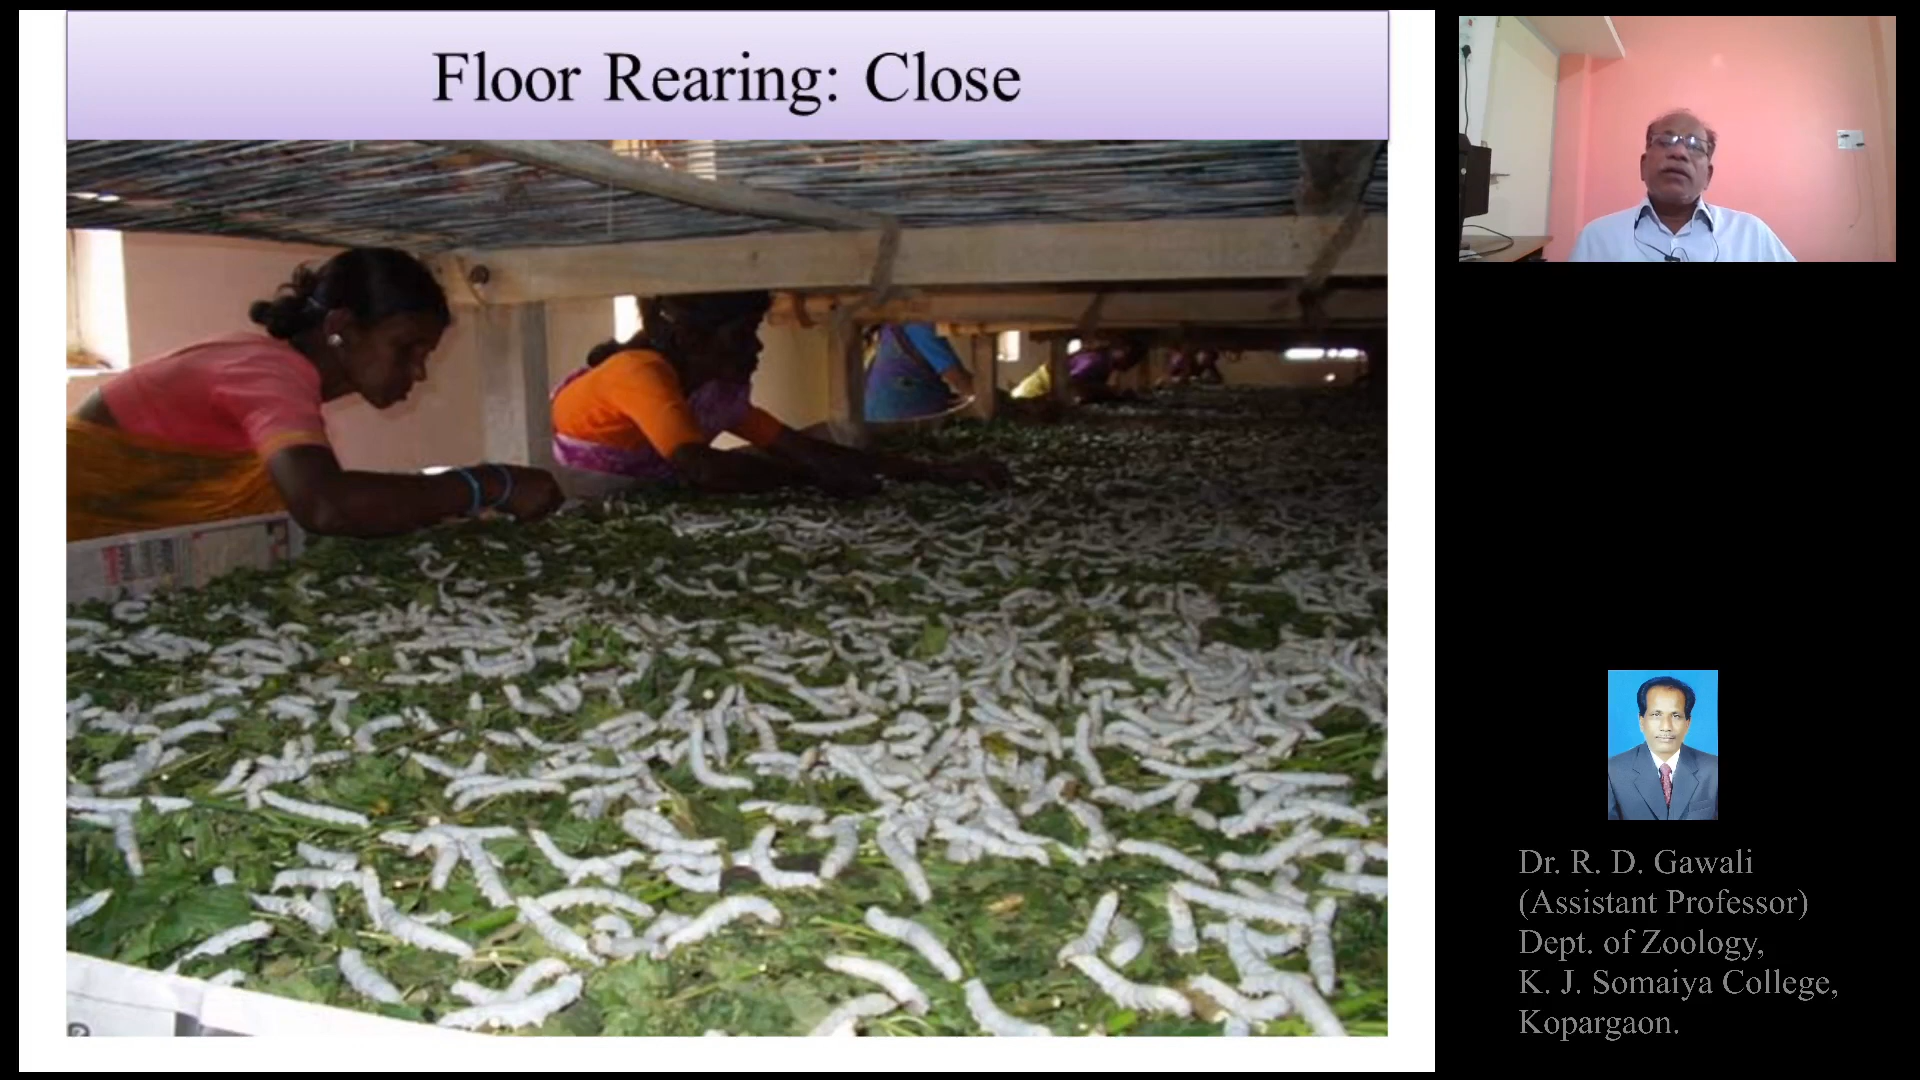 Floor Rearing: Close
Dr. R. D. Gawali
(Assistant Professor)
Dept. of Zoology,
K. J. Somaiya College,
Kopargaon.